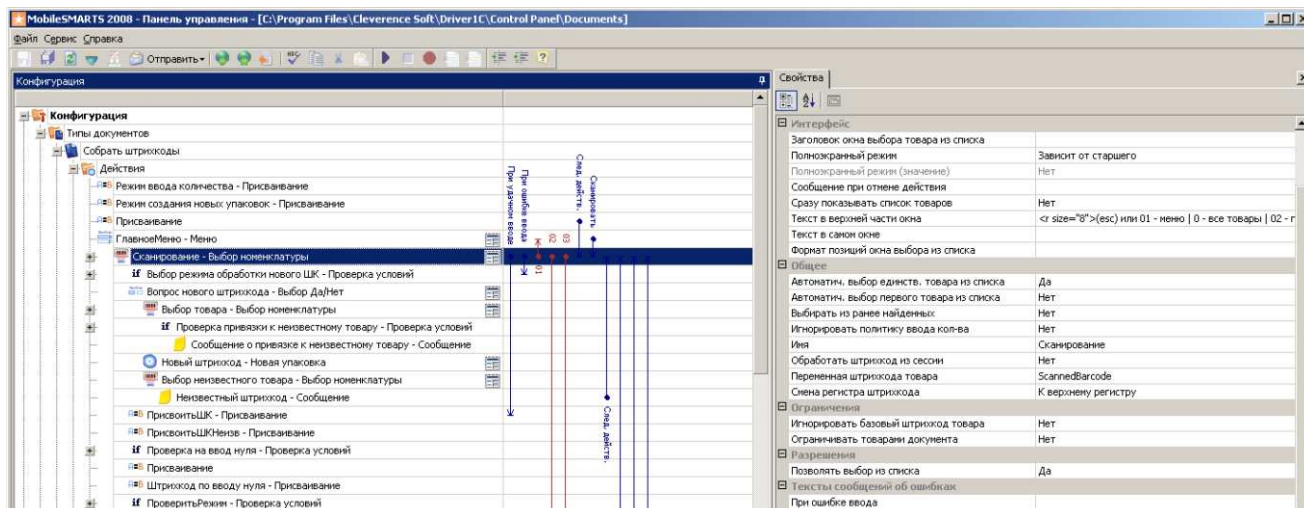 MobileSMARTS 2008 - Панель управления - [C:\Program Files\Cleverence Soft\Driver1C\Control Panel\Documents]
Файл Сервис Справка
Отправить
Конфигурация
Конфигурация
Типы документов
Собрать штрихкоды
Действия
Режим ввода количества - Присваивание
Режим создания новых упаковок - Присваивание
Присваивание
ГлавноеМеню - Меню
Сканирование - Выбор номенклатуры
if Выбор режима обработки нового ШК - Проверка условий
Вопрос нового штрихкода - Выбор Да/Нет
Выбор товара - Выбор номенклатуры
if Проверка привязки к неизвестному товару - Проверка условий
Сообщение о привязке к неизвестному товару - Сообщение
Новый штрихкод - Новая упаковка
Выбор неизвестного товара - Выбор номенклатуры
Неизвестный штрихкод - Сообщение
ПрисвоитьШК - Присваивание
ПрисвоитьШКНеизв - Присваивание
if Проверка на ввод нуля - Проверка условий
Присваивание
Штрихкод по вводу нуля - Присваивание
if ПроверитьРежим - Проверка условий
При удачном вводе
При ошибке ввода
01
02
03
След. действ.
Сканировать
След. действ.
Свойства
Интерфейс
Заголовок окна выбора товара из списка
Полноэкранный режим Зависит от старшего
Полноэкранный режим (значение) Нет
Сообщение при отмене действия
Сразу показывать список товаров Нет
Текст в верхней части окна <r size="8">(esc) или 01 - меню | 0 - все товары | 02 -
Текст в самом окне
Формат позиций окна выбора из списка
Общее
Автоматич. выбор единств. товара из списка Да
Автоматич. выбор первого товара из списка Нет
Выбирать из ранее найденных Нет
Игнорировать политику ввода кол-ва Нет
Имя Сканирование
Обработать штрихкод из сессии Нет
Переменная штрихкода товара ScannedBarcode
Смена регистра штрихкода К верхнему регистру
Ограничения
Игнорировать базовый штрихкод товара Нет
Ограничивать товарами документа Нет
Разрешения
Позволять выбор из списка Да
Тексты сообщений об ошибках
При ошибке ввода